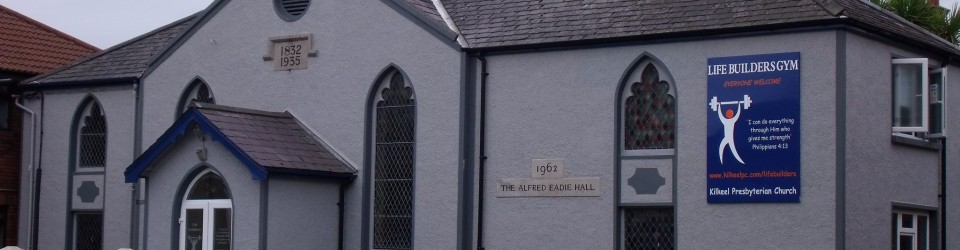 1832
1935
1962
THE ALFRED EADIE HALL
LIFE BUILDERS GYM
EVERYONE WELCOME
'I can do everything
through Him who
gives me strength'
Philippians 4:13
www.kilkeelpc.com/lifebuilders
Kilkeel Presbyterian Church